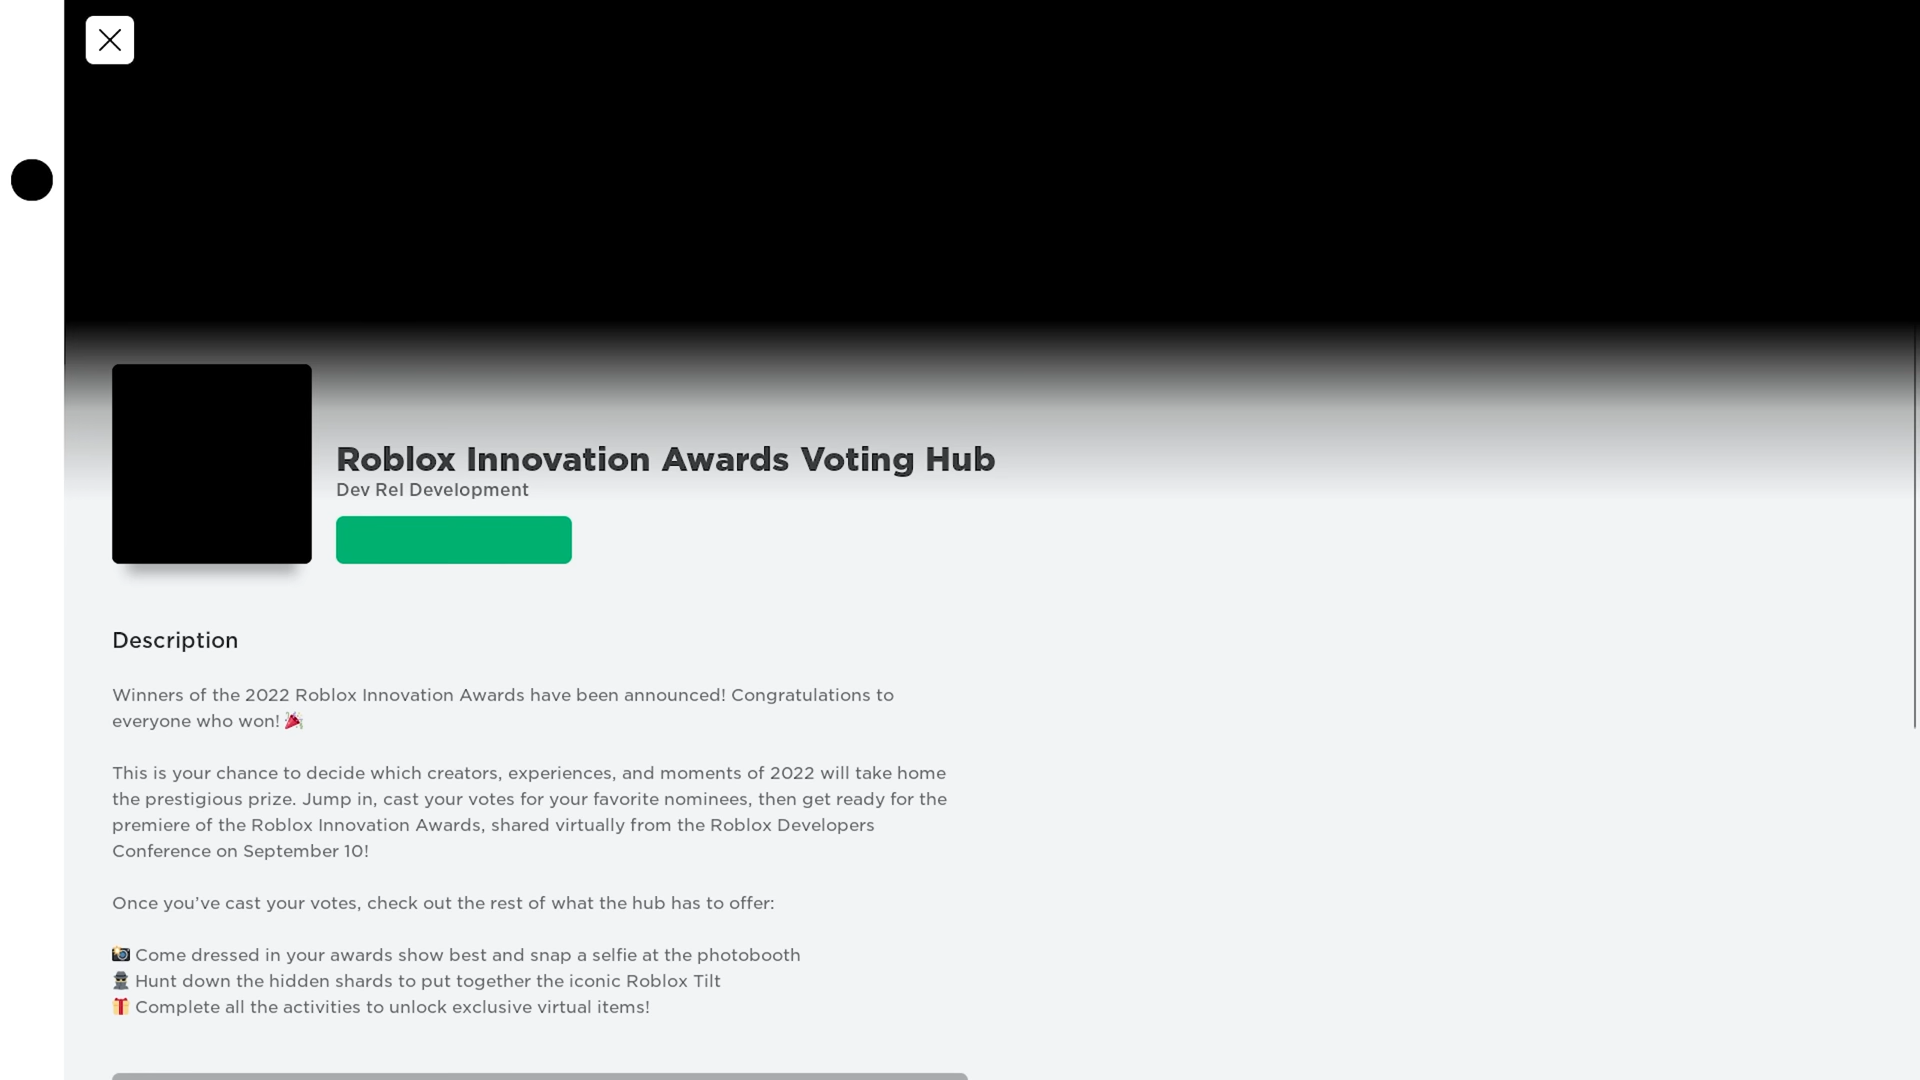 Roblox Innovation Awards Voting Hub
Dev Rel Development
Description
Winners of the 2022 Roblox Innovation Awards have been announced! Congratulations to
everyone who won! 🎉
This is your chance to decide which creators, experiences, and moments of 2022 will take home
the prestigious prize. Jump in, cast your votes for your favorite nominees, then get ready for the
premiere of the Roblox Innovation Awards, shared virtually from the Roblox Developers
Conference on September 10!
Once you’ve cast your votes, check out the rest of what the hub has to offer:
📸 Come dressed in your awards show best and snap a selfie at the photobooth
🕵️ Hunt down the hidden shards to put together the iconic Roblox Tilt
🎁 Complete all the activities to unlock exclusive virtual items!